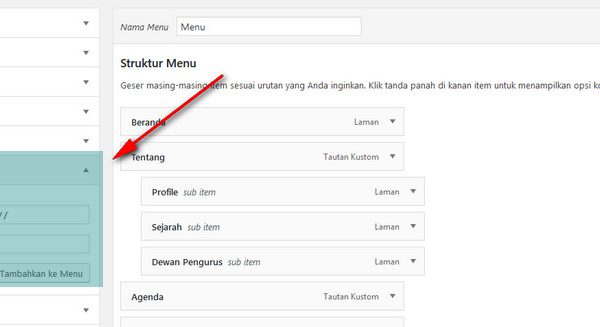 Nama Menu Menu
Struktur Menu
Geser masing-masing item sesuai urutan yang Anda inginkan. Klik tanda panah di kanan item untuk menampilkan opsi
Beranda Laman
Tentang Tautan Kustom
Profile sub item Laman
//
Sejarah sub item Laman
Dewan Pengurus sub item Laman
Tambahkan ke Menu
Agenda Tautan Kustom